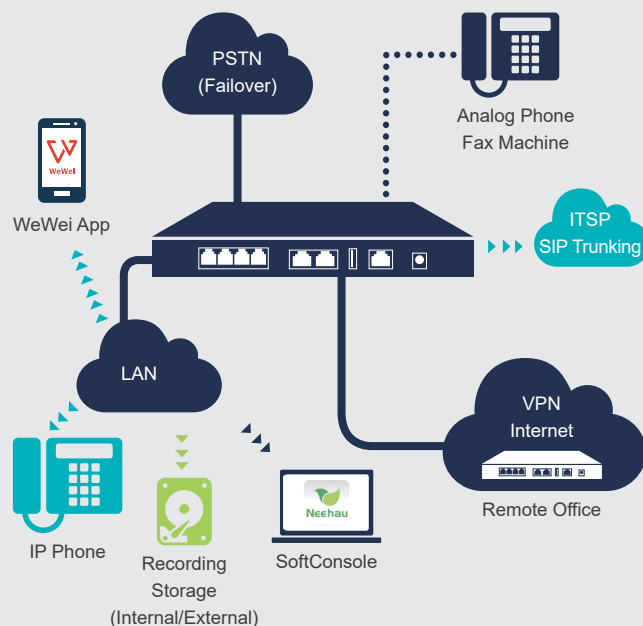 PSTN
(Failover)
Analog Phone
Fax Machine
WeWei
WeWei App
ITSP
SIP Trunking
LAN
VPN
Internet
Remote Office
IP Phone
Recording
Storage
(Internal/External)
Neehau
SoftConsole